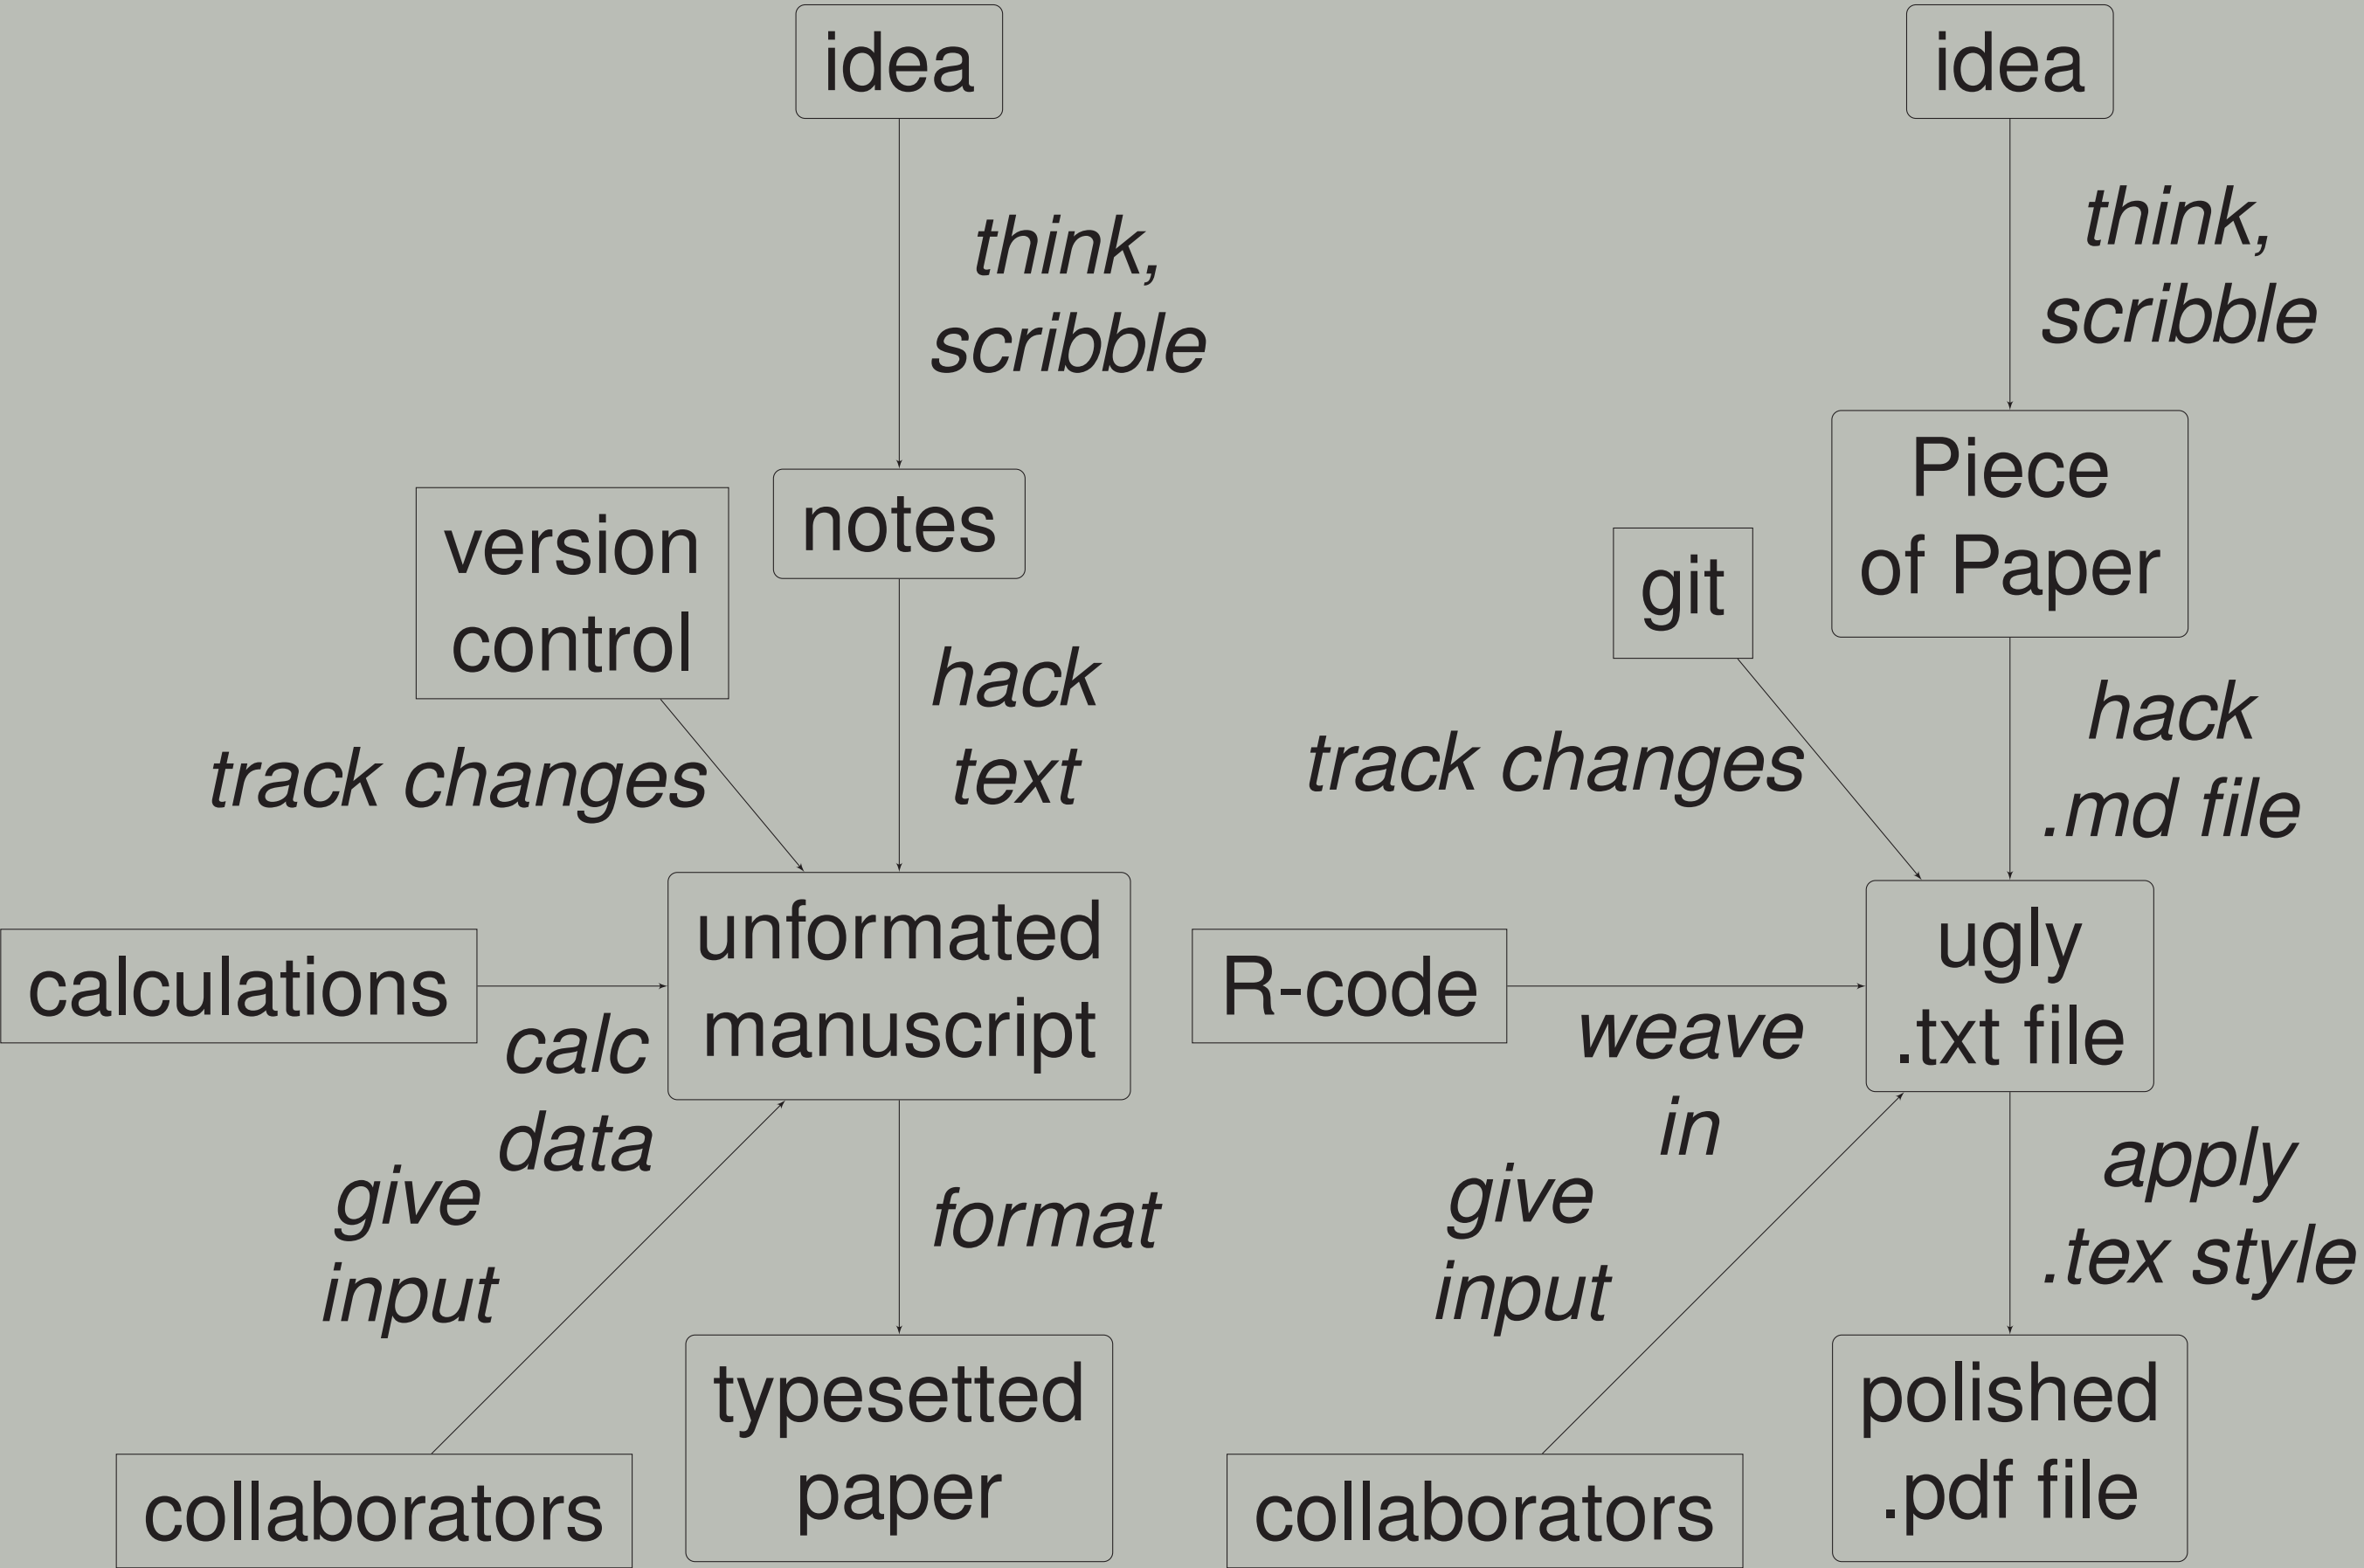 idea
think,
scribble
notes
version
control
hack
text
track changes
unformated
manuscript
calculations
calc
data
give
input
format
typesetted
paper
collaborators
idea
think,
scribble
Piece
of Paper
git
hack
.md file
track changes
ugly
.txt file
R-code
weave
in
give
input
apply
.tex style
polished
.pdf file
collaborators